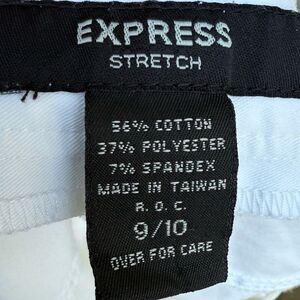 EXPRESS
STRETCH
56% COTTON
37% POLYESTER
7% SPANDEX
MADE IN TAIWAN
R. O. C.
9/10
OVER FOR CARE